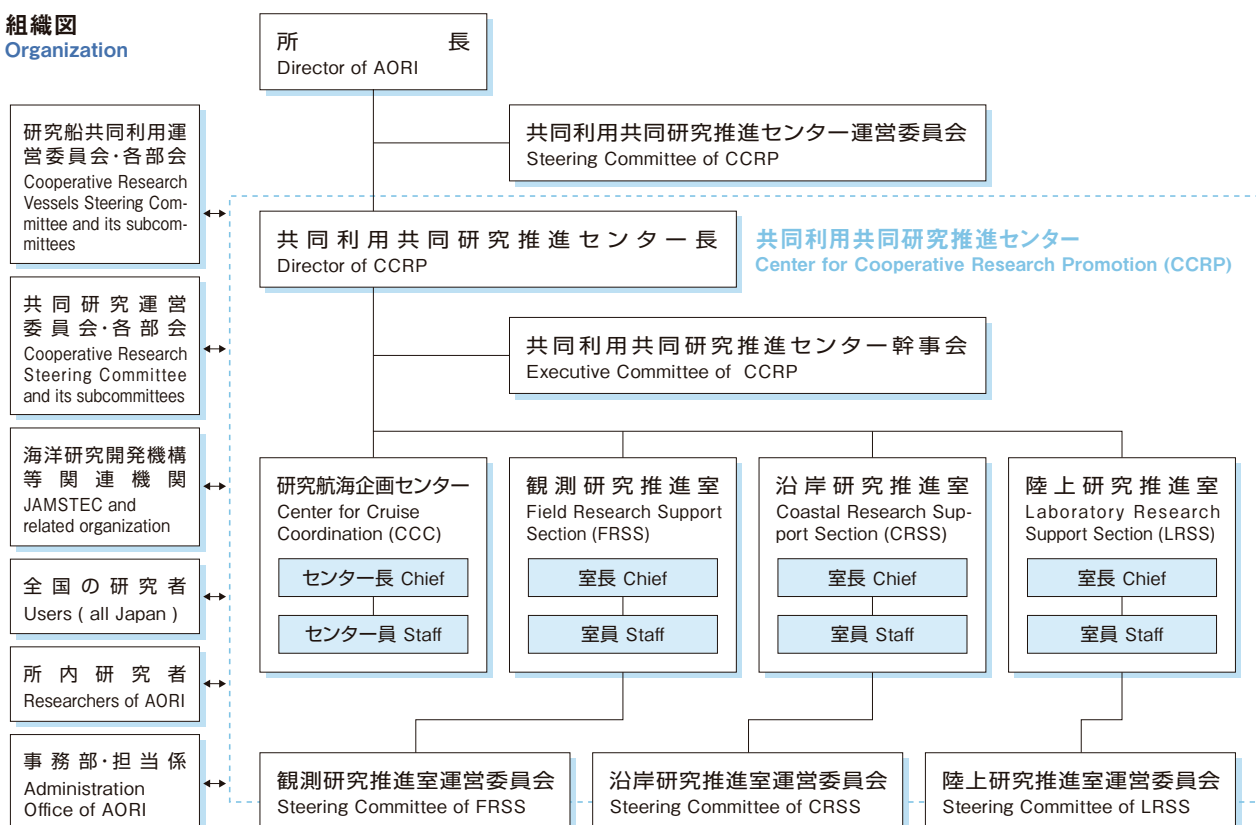 組織図
Organization
所長
Director of AORI
共同利用共同研究推進センター運営委員会
Steering Committee of CCRP
共同利用共同研究推進センター長
Director of CCRP
共同利用共同研究推進センター
Center for Cooperative Research Promotion (CCRP)
共同利用共同研究推進センター幹事会
Executive Committee of CCRP
研究船共同利用運
営委員会・各部会
Cooperative Research
Vessels Steering Com-
mittee and its subcom-
mittees
共同研究運営
委員会・各部会
Cooperative Research
Steering Committee
and its subcommittees
海洋研究開発機構
等関連機関
JAMSTEC and
related organization
全国の研究者
Users ( all Japan )
所内研究者
Researchers of AORI
事務部・担当係
Administration
Office of AORI
研究航海企画センター
Center for Cruise
Coordination (CCC)
センター長 Chief
センター員 Staff
観測研究推進室
Field Research Support
Section (FRSS)
室長 Chief
室員 Staff
沿岸研究推進室
Coastal Research Sup-
port Section (CRSS)
室長 Chief
室員 Staff
陸上研究推進室
Laboratory Research
Support Section (LRSS)
室長 Chief
室員 Staff
観測研究推進室運営委員会
Steering Committee of FRSS
沿岸研究推進室運営委員会
Steering Committee of CRSS
陸上研究推進室運営委員会
Steering Committee of LRSS